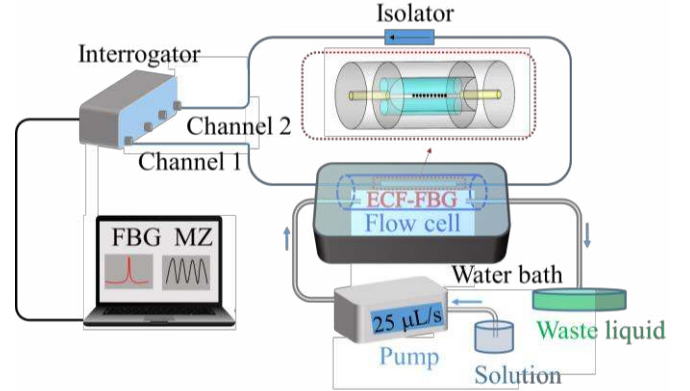 Isolator
Interrogator
Channel 2
Channel 1
ECF-FBG
Flow cell
FBG MZ
Water bath
25 μL/s
Waste liquid
Pump
Solution